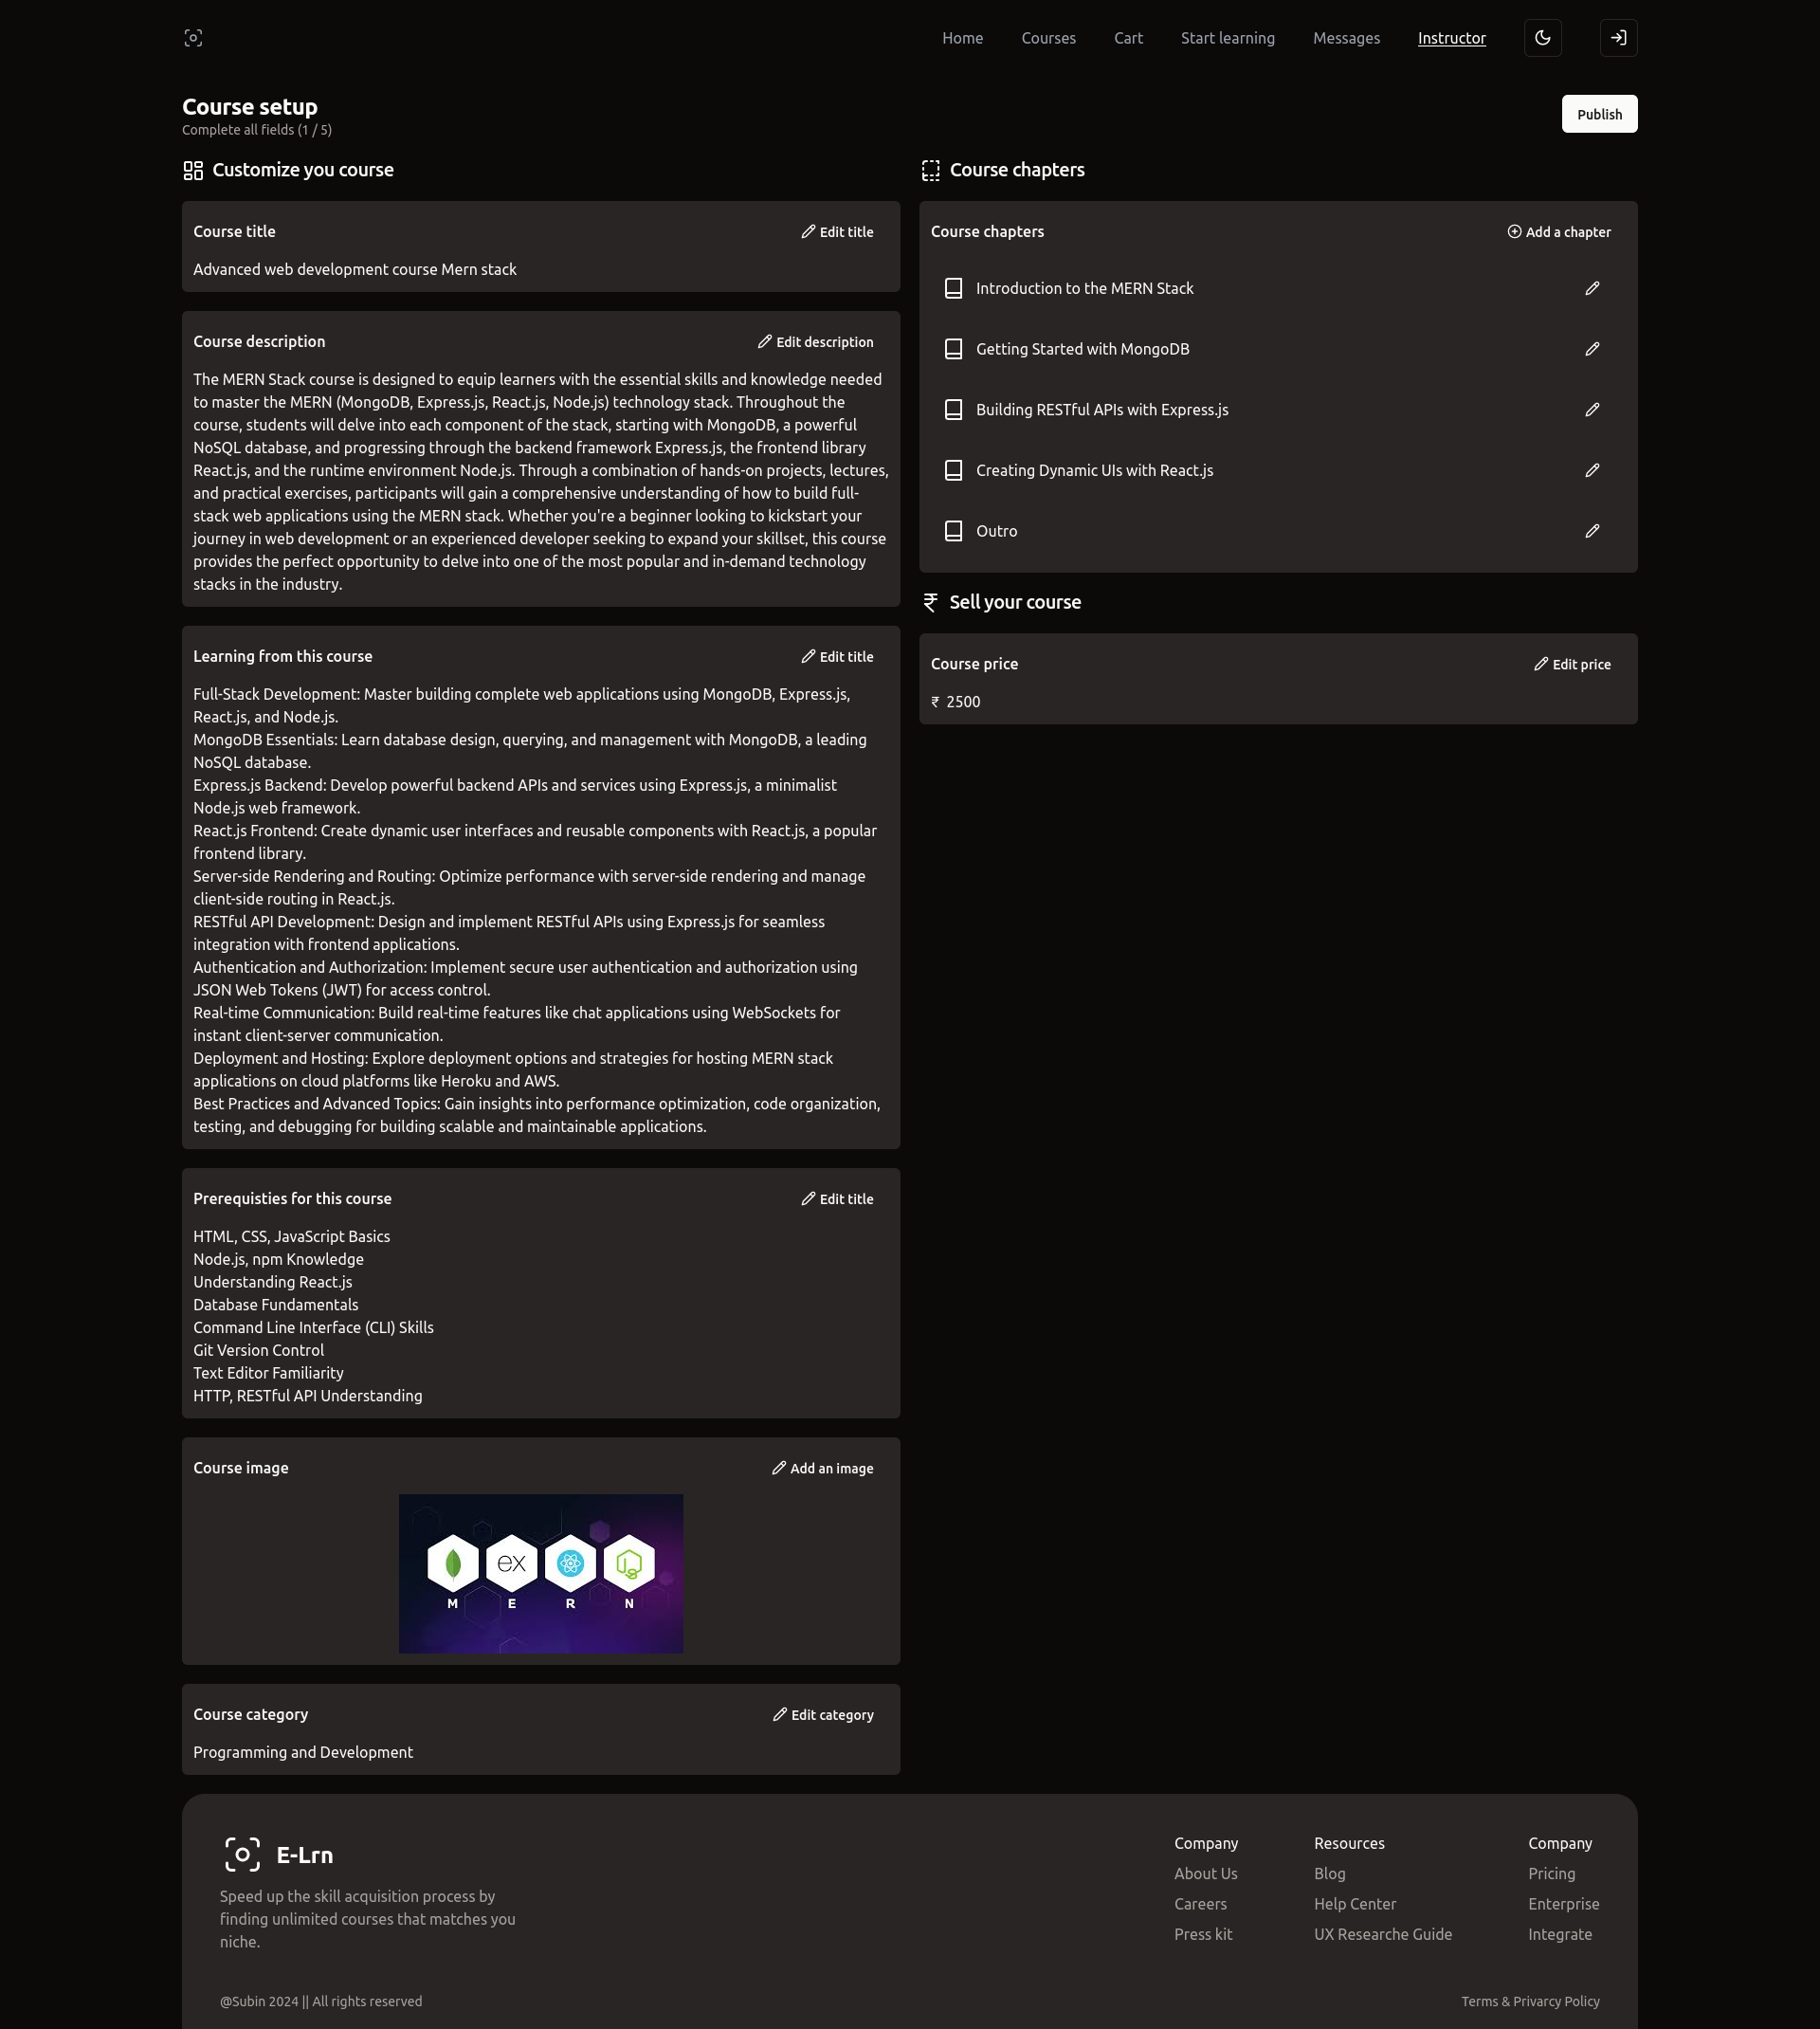 Home Courses Cart Start learning Messages Instructor
Course setup
Complete all fields (1 / 5)
Publish
Customize you course
Course title
Edit title
Advanced web development course Mern stack
Course description
Edit description
The MERN Stack course is designed to equip learners with the essential skills and knowledge needed
to master the MERN (MongoDB, Express.js, React.js, Node.js) technology stack. Throughout the
course, students will delve into each component of the stack, starting with MongoDB, a powerful
NoSQL database, and progressing through the backend framework Express.js, the frontend library
React.js, and the runtime environment Node.js. Through a combination of hands-on projects, lectures,
and practical exercises, participants will gain a comprehensive understanding of how to build full-
stack web applications using the MERN stack. Whether you're a beginner looking to kickstart your
journey in web development or an experienced developer seeking to expand your skillset, this course
provides the perfect opportunity to delve into one of the most popular and in-demand technology
stacks in the industry.
Learning from this course
Edit title
Full-Stack Development: Master building complete web applications using MongoDB, Express.js,
React.js, and Node.js.
MongoDB Essentials: Learn database design, querying, and management with MongoDB, a leading
NoSQL database.
Express.js Backend: Develop powerful backend APIs and services using Express.js, a minimalist
Node.js web framework.
React.js Frontend: Create dynamic user interfaces and reusable components with React.js, a popular
frontend library.
Server-side Rendering and Routing: Optimize performance with server-side rendering and manage
client-side routing in React.js.
RESTful API Development: Design and implement RESTful APIs using Express.js for seamless
integration with frontend applications.
Authentication and Authorization: Implement secure user authentication and authorization using
JSON Web Tokens (JWT) for access control.
Real-time Communication: Build real-time features like chat applications using WebSockets for
instant client-server communication.
Deployment and Hosting: Explore deployment options and strategies for hosting MERN stack
applications on cloud platforms like Heroku and AWS.
Best Practices and Advanced Topics: Gain insights into performance optimization, code organization,
testing, and debugging for building scalable and maintainable applications.
Prerequisties for this course
Edit title
HTML, CSS, JavaScript Basics
Node.js, npm Knowledge
Understanding React.js
Database Fundamentals
Command Line Interface (CLI) Skills
Git Version Control
Text Editor Familiarity
HTTP, RESTful API Understanding
Course image
Add an image
ex
M E R N
Course category
Edit category
Programming and Development
Course chapters
Course chapters
Add a chapter
Introduction to the MERN Stack
Getting Started with MongoDB
Building RESTful APIs with Express.js
Creating Dynamic UIs with React.js
Outro
Sell your course
Course price
Edit price
₹ 2500
E-Lrn
Speed up the skill acquisition process by
finding unlimited courses that matches you
niche.
Company
About Us
Careers
Press kit
Resources
Blog
Help Center
UX Researche Guide
Company
Pricing
Enterprise
Integrate
@Subin 2024 || All rights reserved
Terms & Privarcy Policy